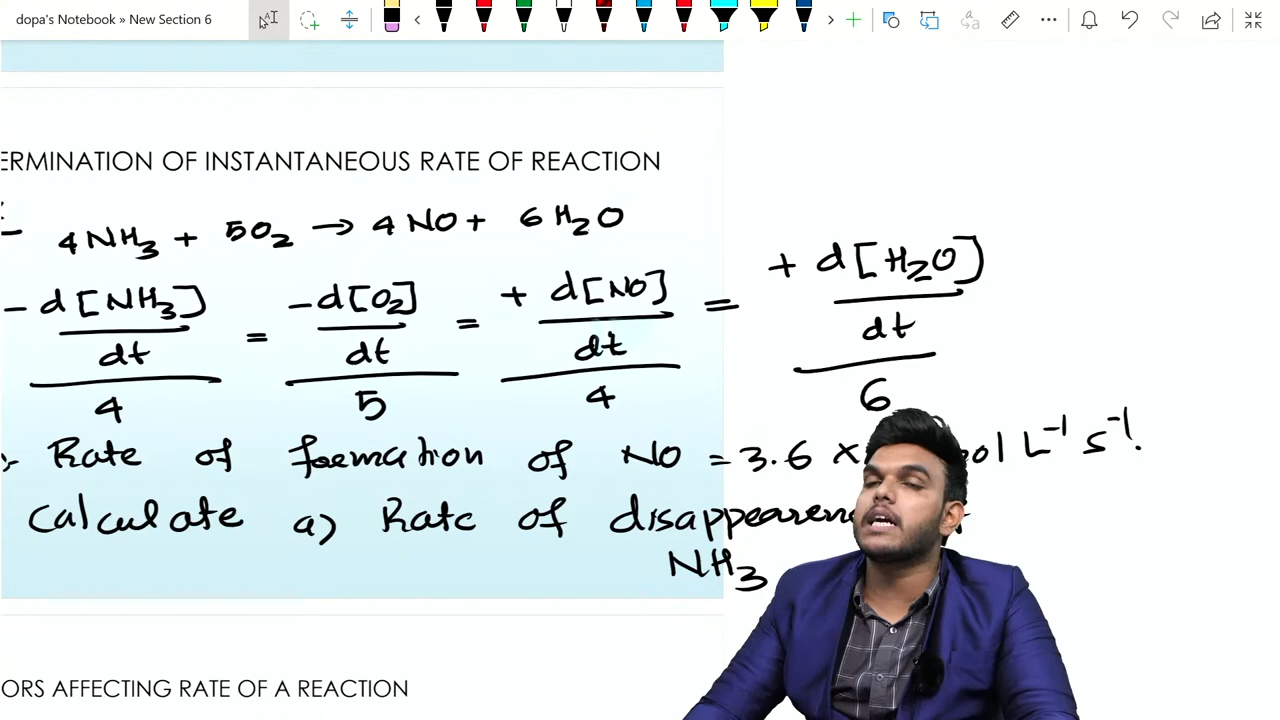 dopa's Notebook » New Section 6
ERMINATION OF INSTANTANEOUS RATE OF REACTION
4NH3 + 5O2 → 4NO + 6H2O
- d[NH3]/dt / 4 = -d[O2]/dt / 5 = + d[NO]/dt / 4 = + d[H2O]/dt / 6
Rate of formation of NO = 3.6 × L⁻¹ s⁻¹.
Calculate a) Rate of
NH3
ORS AFFECTING RATE OF A REACTION